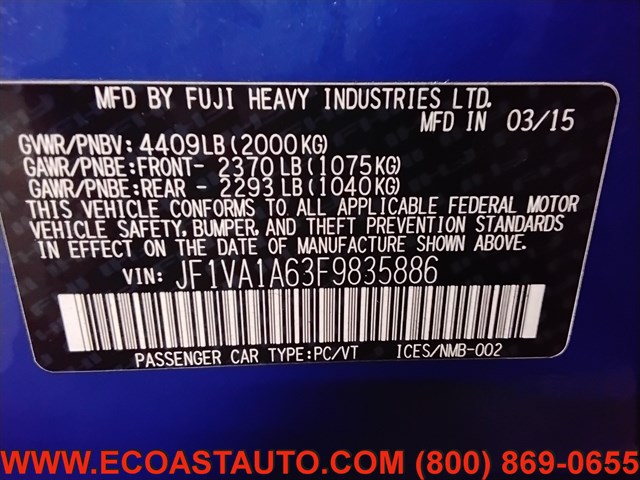 MFD BY FUJI HEAVY INDUSTRIES LTD.
MFD IN 03/15
GVWR/PNBV: 4409LB(2000KG)
GAWR/PNBE:FRONT- 2370LB(1075KG)
GAWR/PNBE:REAR - 2293LB(1040KG)
THIS VEHICLE CONFORMS TO ALL APPLICABLE FEDERAL MOTOR
VEHICLE SAFETY, BUMPER, AND THEFT PREVENTION STANDARDS
IN EFFECT ON THE DATE OF MANUFACTURE SHOWN ABOVE.
VIN: JF1VA1A63F9835886
PASSENGER CAR TYPE:PC/VT ICES/NMB-002
WWW.ECOASTAUTO.COM (800) 869-0655